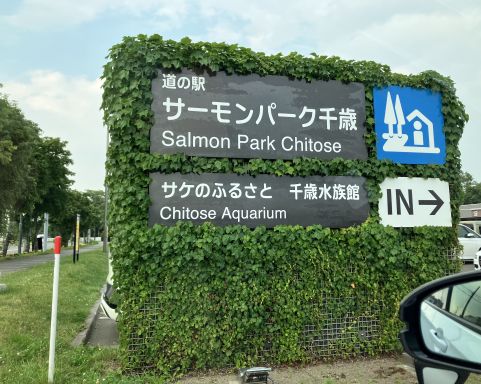 道の駅
サーモンパーク千歳
Salmon Park Chitose
サケのふるさと 千歳水族館
Chitose Aquarium
IN→